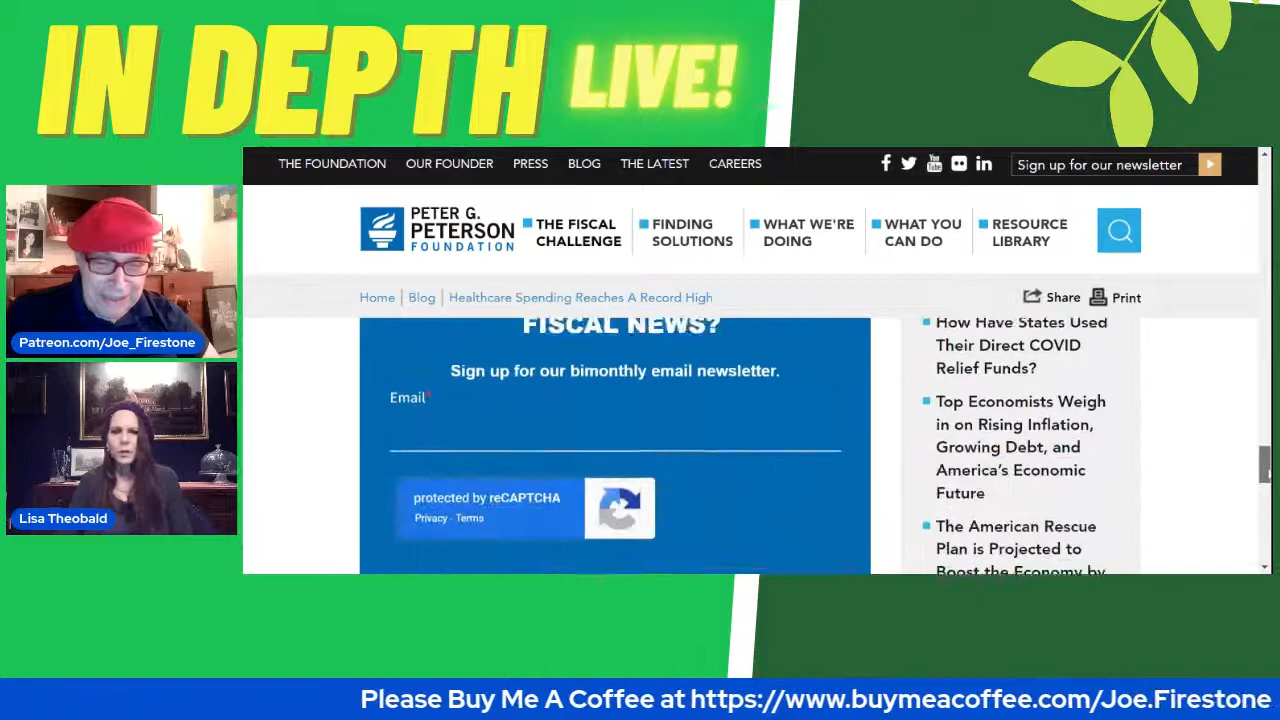 IN DEPTH LIVE!
THE FOUNDATION OUR FOUNDER PRESS BLOG THE LATEST CAREERS
Sign up for our newsletter
PETER G.
PETERSON
FOUNDATION
THE FISCAL
CHALLENGE
FINDING
SOLUTIONS
WHAT WE'RE
DOING
WHAT YOU
CAN DO
RESOURCE
LIBRARY
Home | Blog | Healthcare Spending Reaches A Record High
Share Print
FISCAL NEWS?
Sign up for our bimonthly email newsletter.
Email*
protected by reCAPTCHA
Privacy - Terms
How Have States Used
Their Direct COVID
Relief Funds?
Top Economists Weigh
in on Rising Inflation,
Growing Debt, and
America's Economic
Future
The American Rescue
Plan is Projected to
Boost the Economy by
Patreon.com/Joe_Firestone
Lisa Theobald
Please Buy Me A Coffee at https://www.buymeacoffee.com/Joe.Firestone